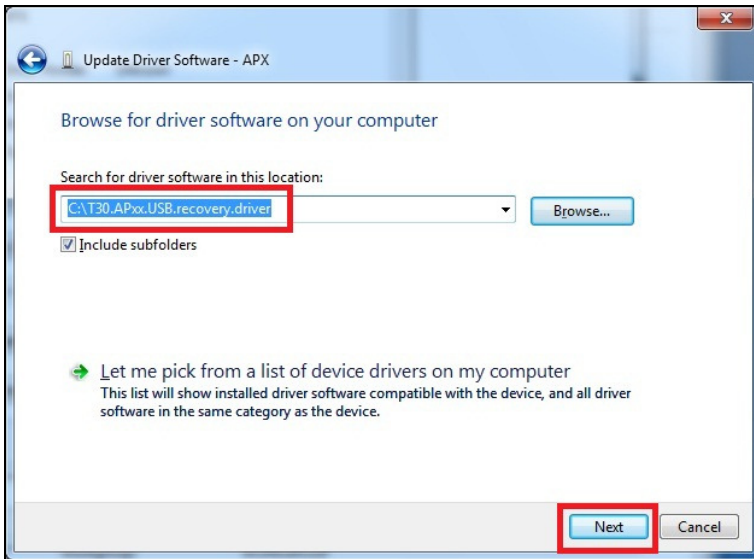 Update Driver Software - APX
Browse for driver software on your computer
Search for driver software in this location:
C:\T30.APxx.USB.recovery.driver
Browse...
Include subfolders
Let me pick from a list of device drivers on my computer
This list will show installed driver software compatible with the device, and all driver
software in the same category as the device.
Next
Cancel